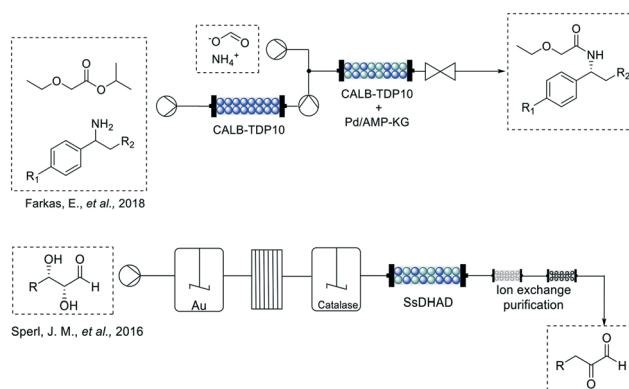 O
O
O
NH₂
R₂
R₁
Farkas, E., et al., 2018
⁻O
O
NH₄⁺
CALB-TDP10
CALB-TDP10
+
Pd/AMP-KG
O
O
NH
R₂
R₁
OH
O
R
H
OH
Sperl, J. M., et al., 2016
Au
Catalase
SsDHAD
Ion exchange
purification
O
R
H
O